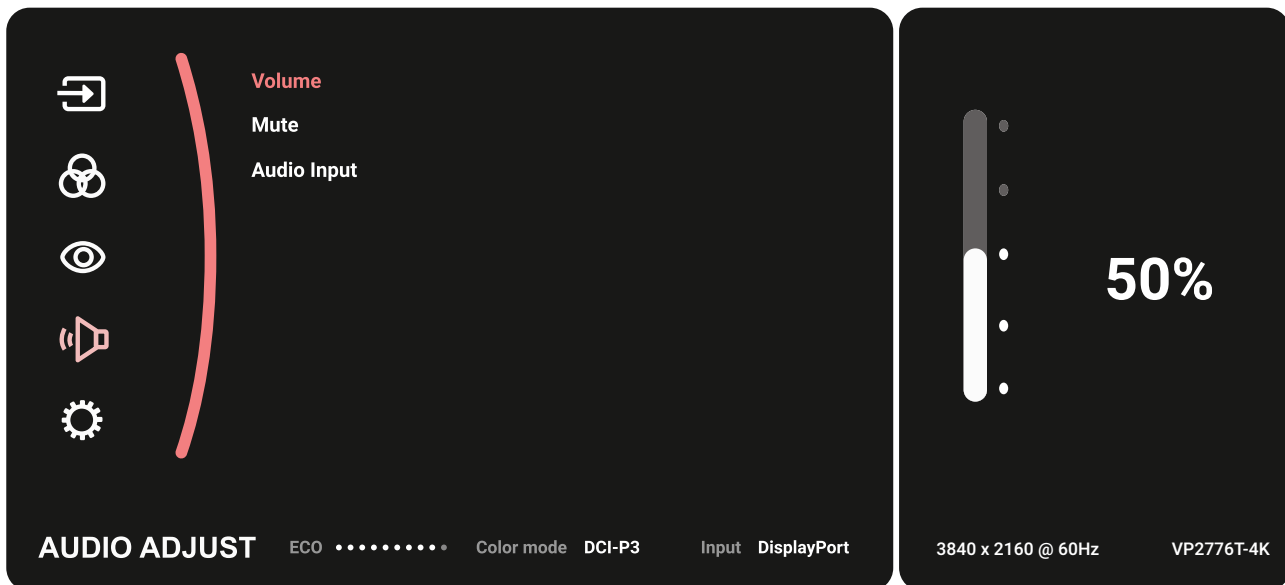 Volume
Mute
Audio Input
50%
AUDIO ADJUST ECO Color mode DCI-P3 Input DisplayPort
3840 x 2160 @ 60Hz VP2776T-4K